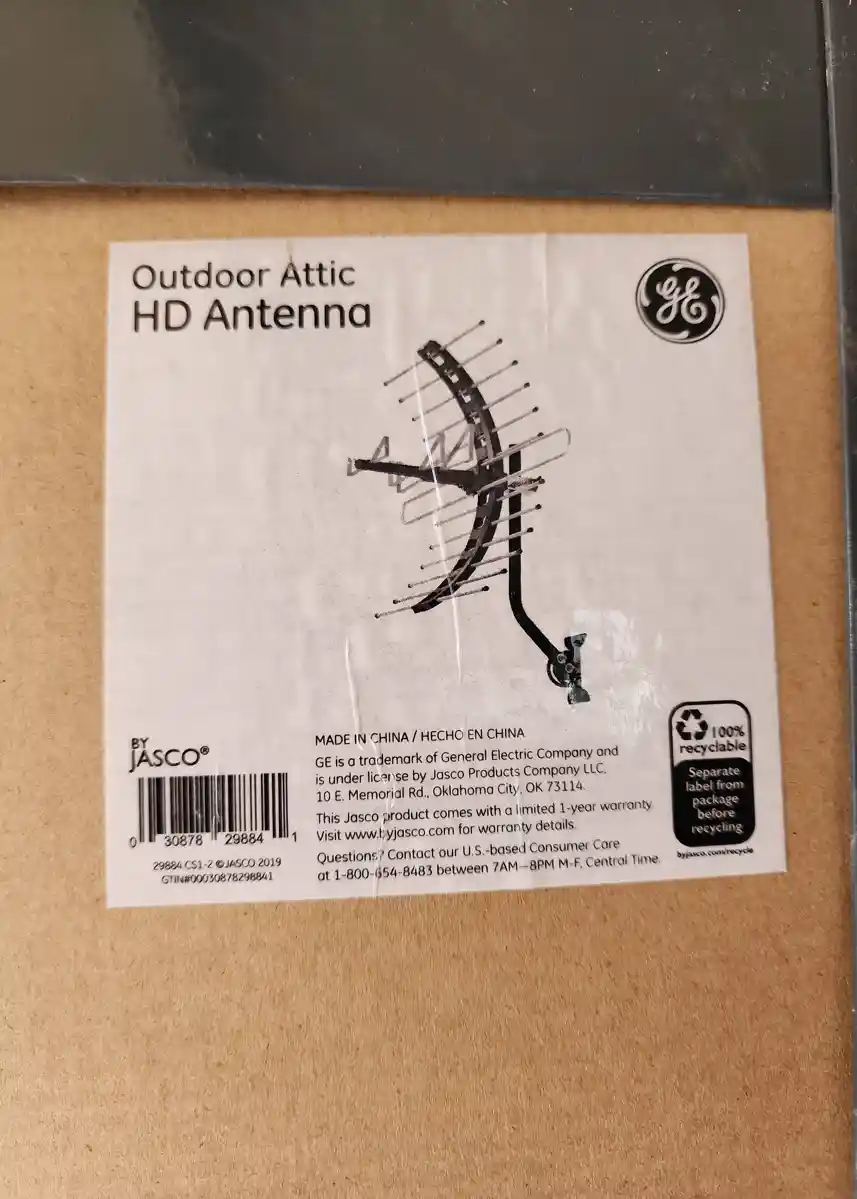 Outdoor Attic
HD Antenna
GE
BY
JASCO®
0 30878 29884 1
29884 CS1-2 ©JASCO 2019
GTIN#00030878298841
MADE IN CHINA / HECHO EN CHINA
GE is a trademark of General Electric Company and
is under license by Jasco Products Company LLC,
10 E. Memorial Rd., Oklahoma City, OK 73114.
This Jasco product comes with a limited 1-year warranty
Visit www.byjasco.com for warranty details.
Questions? Contact our U.S.-based Consumer Care
at 1-800-654-8483 between 7AM—8PM M-F, Central Time.
100%
recyclable
Separate
label from
package
before
recycling
byjasco.com/recycle